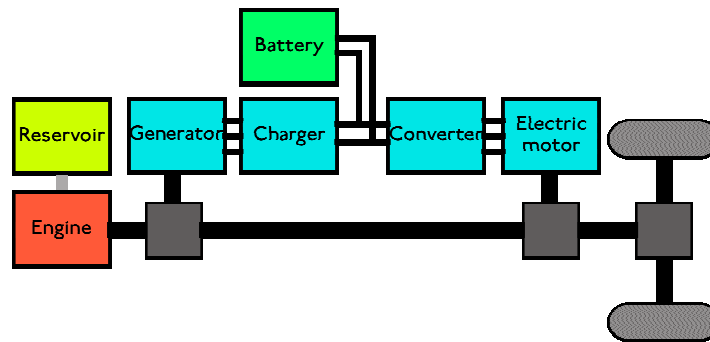 Battery
Reservoir
Generator
Charger
Converter
Electric
motor
Engine